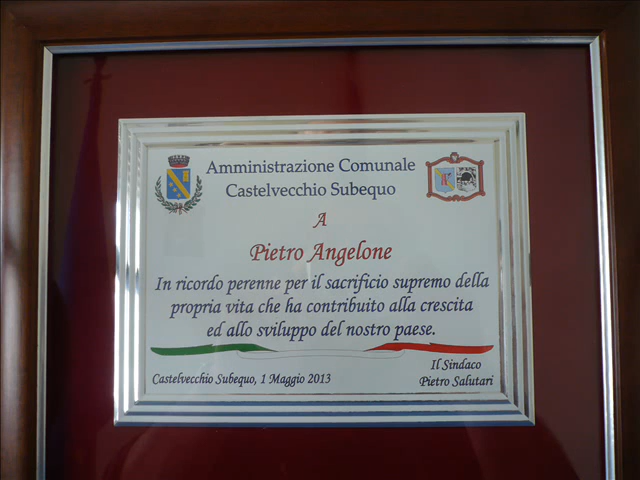 Amministrazione Comunale
Castelvecchio Subequo
A
Pietro Angelone
In ricordo perenne per il sacrificio supremo della
propria vita che ha contribuito alla crescita
ed allo sviluppo del nostro paese.
Il Sindaco
Castelvecchio Subequo, 1 Maggio 2013
Pietro Salutari